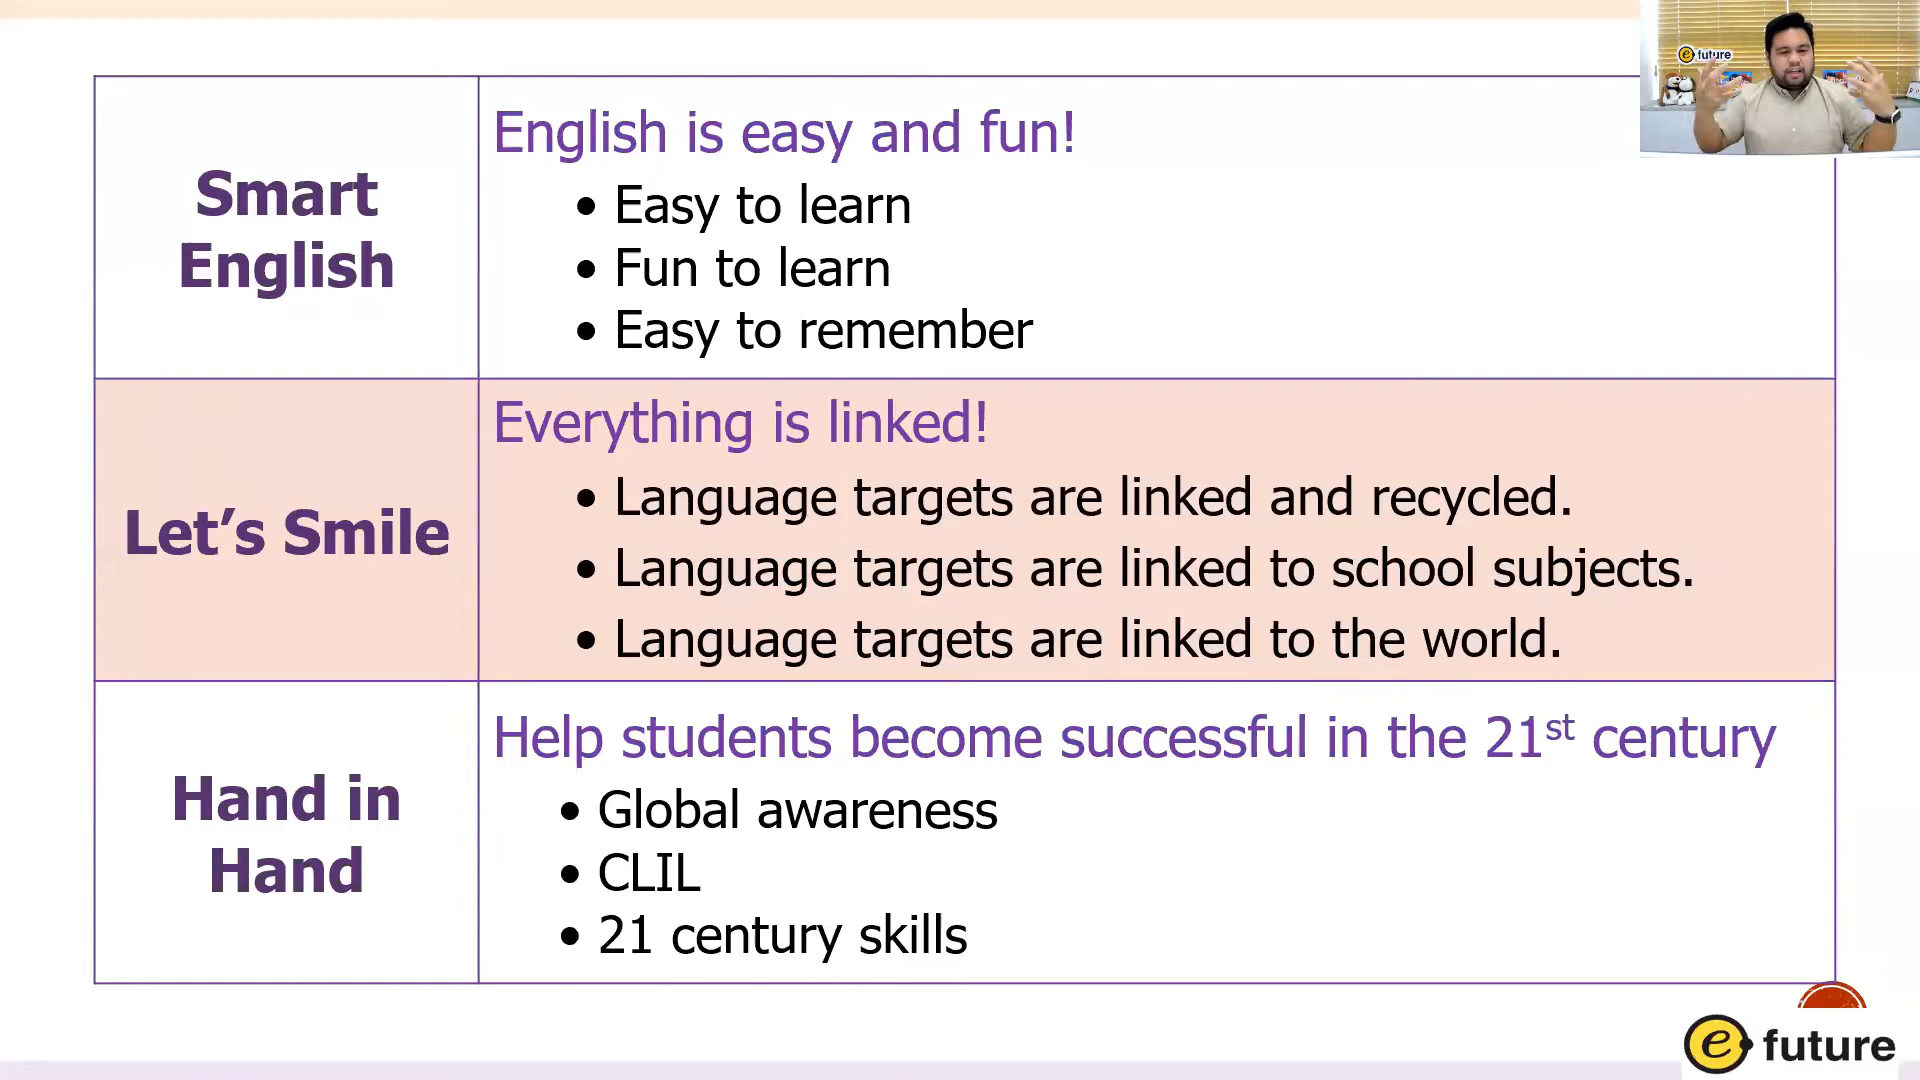 Smart
English
English is easy and fun!
• Easy to learn
• Fun to learn
• Easy to remember
Let’s Smile
Everything is linked!
• Language targets are linked and recycled.
• Language targets are linked to school subjects.
• Language targets are linked to the world.
Hand in
Hand
Help students become successful in the 21st century
• Global awareness
• CLIL
• 21 century skills
e future
e future